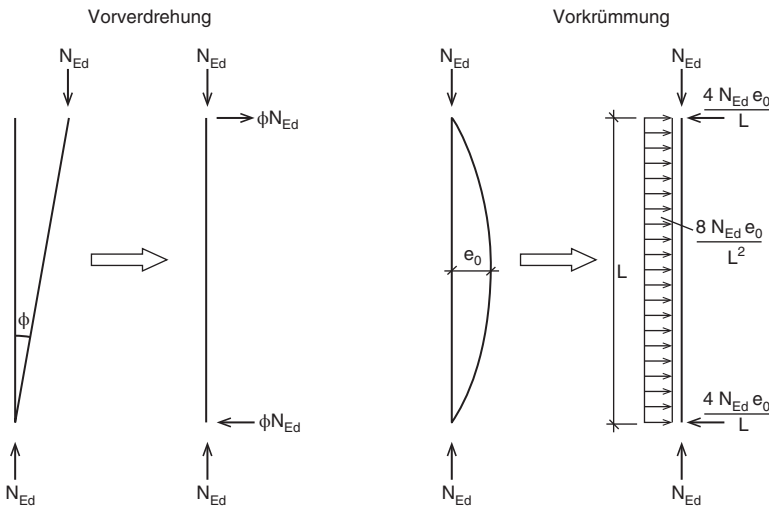 Vorverdrehung
Vorkrümmung
N_Ed
N_Ed
N_Ed
N_Ed
ϕN_Ed
4 N_Ed e_0
L
8 N_Ed e_0
L^2
e_0
L
ϕ
ϕN_Ed
4 N_Ed e_0
L
N_Ed
N_Ed
N_Ed
N_Ed